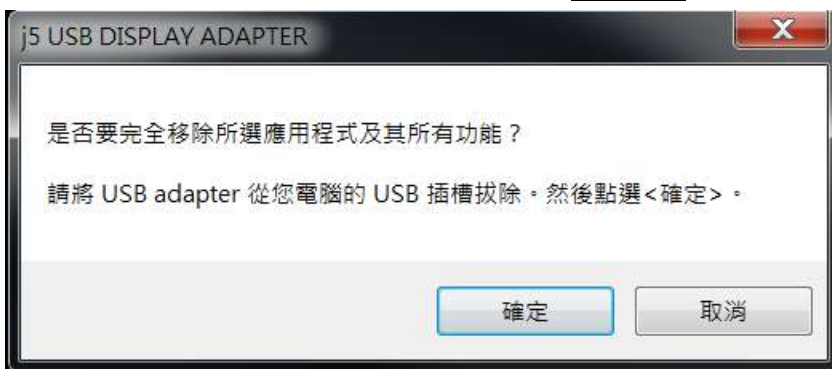 j5 USB DISPLAY ADAPTER
是否要完全移除所選應用程式及其所有功能？
請將 USB adapter 從您電腦的 USB 插槽拔除。然後點選<確定>。
確定
取消